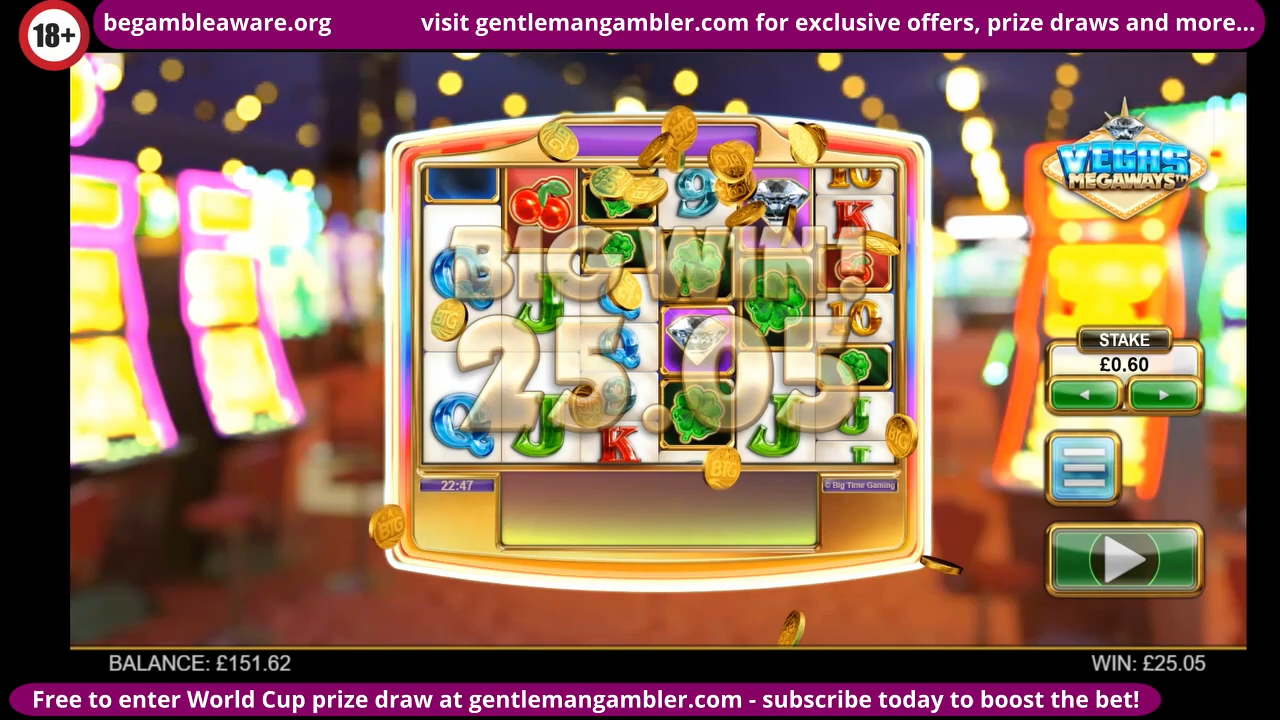 18+
begambleaware.org
visit gentlemangambler.com for exclusive offers, prize draws and more...
VEGAS
MEGAWAYS™
BIG WIN!
25.05
STAKE
£0.60
22:47
© Big Time Gaming
BALANCE: £151.62
WIN: £25.05
Free to enter World Cup prize draw at gentlemangambler.com - subscribe today to boost the bet!